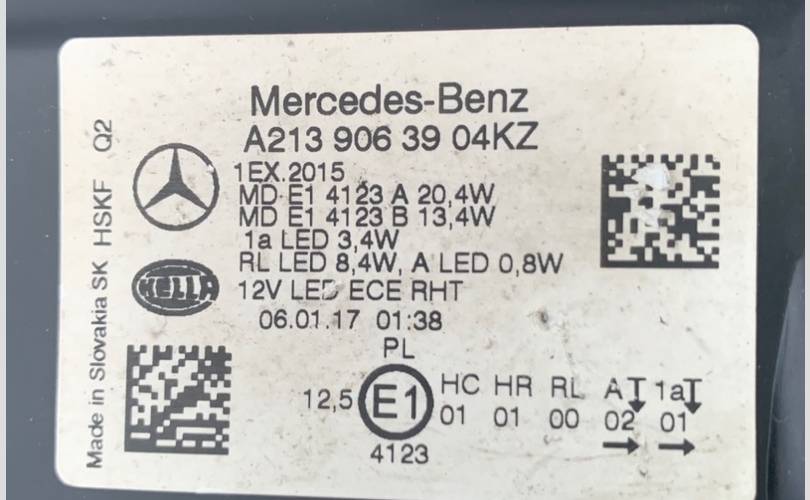 Mercedes-Benz
A213 906 39 04KZ
1EX.2015
MD E1 4123 A 20,4W
MD E1 4123 B 13,4W
1a LED 3,4W
RL LED 8,4W, A LED 0,8W
12V LED ECE RHT
06.01.17 01:38
PL
12,5 E1 HC HR RL A 1a
01 01 00 02 01
4123
HELLA
Made in Slovakia SK HSKF Q2